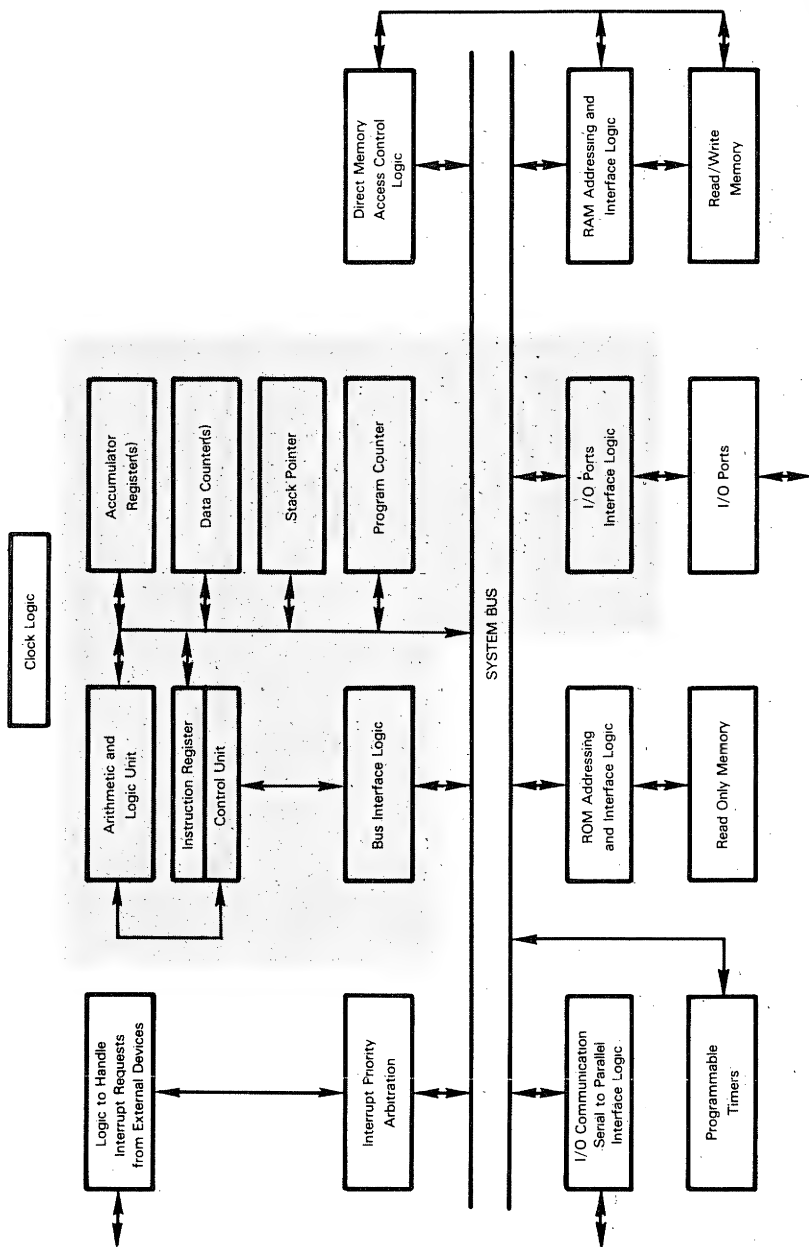 Clock Logic
Logic to Handle
Interrupt Requests
from External Devices
Arithmetic and
Logic Unit
Accumulator
Register(s)
Instruction Register
Control Unit
Data Counter(s)
Stack Pointer
Interrupt Priority
Arbitration
Bus Interface Logic
Program Counter
Direct Memory
Access Control
Logic
SYSTEM BUS
I/O Communication
Serial to Parallel
Interface Logic
ROM Addressing
and Interface Logic
I/O Ports
Interface Logic
RAM Addressing and
Interface Logic
Programmable
Timers
Read Only Memory
I/O Ports
Read/Write
Memory